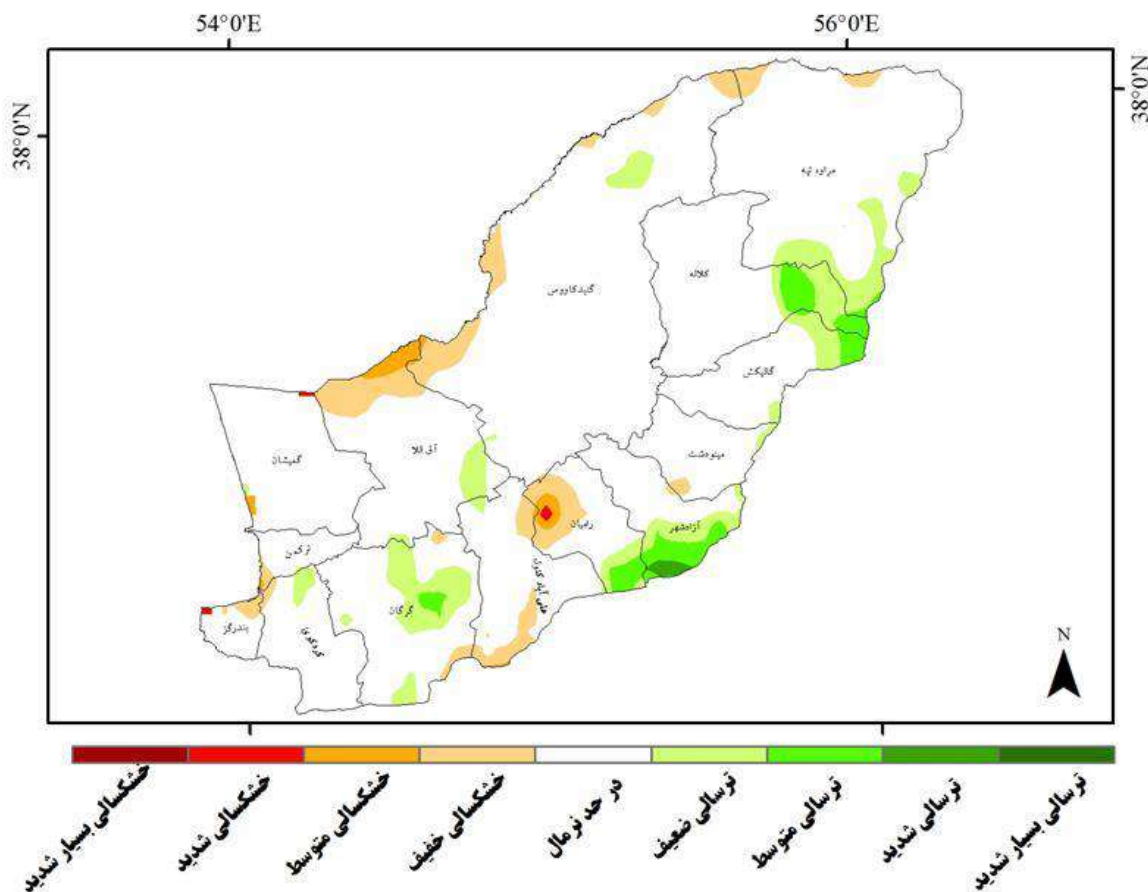 54°0'E 56°0'E
38°0'N 38°0'N
مراوه تپه
کلاله
گنبدکاووس
گالیکش
مینودشت
آق قلا
گمیشان
رامیان
آزادشهر
ترکمن
علی آباد کتول
گرگان
کردکوی
بندرگز
N
خشکسالی بسیار شدید
خشکسالی شدید
خشکسالی متوسط
خشکسالی خفیف
در حد نرمال
ترسالی ضعیف
ترسالی متوسط
ترسالی شدید
ترسالی بسیار شدید